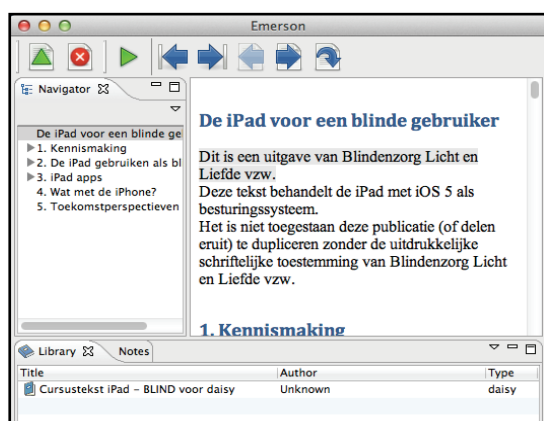 Emerson
Navigator
De iPad voor een blinde ge
1. Kennismaking
2. De iPad gebruiken als bl
3. iPad apps
4. Wat met de iPhone?
5. Toekomstperspectieven
De iPad voor een blinde gebruiker
Dit is een uitgave van Blindenzorg Licht en
Liefde vzw.
Deze tekst behandelt de iPad met iOS 5 als
besturingssysteem.
Het is niet toegestaan deze publicatie (of delen
eruit) te dupliceren zonder de uitdrukkelijke
schriftelijke toestemming van Blindenzorg Licht
en Liefde vzw.
1. Kennismaking
Library Notes
Title Author Type
Cursustekst iPad – BLIND voor daisy Unknown daisy